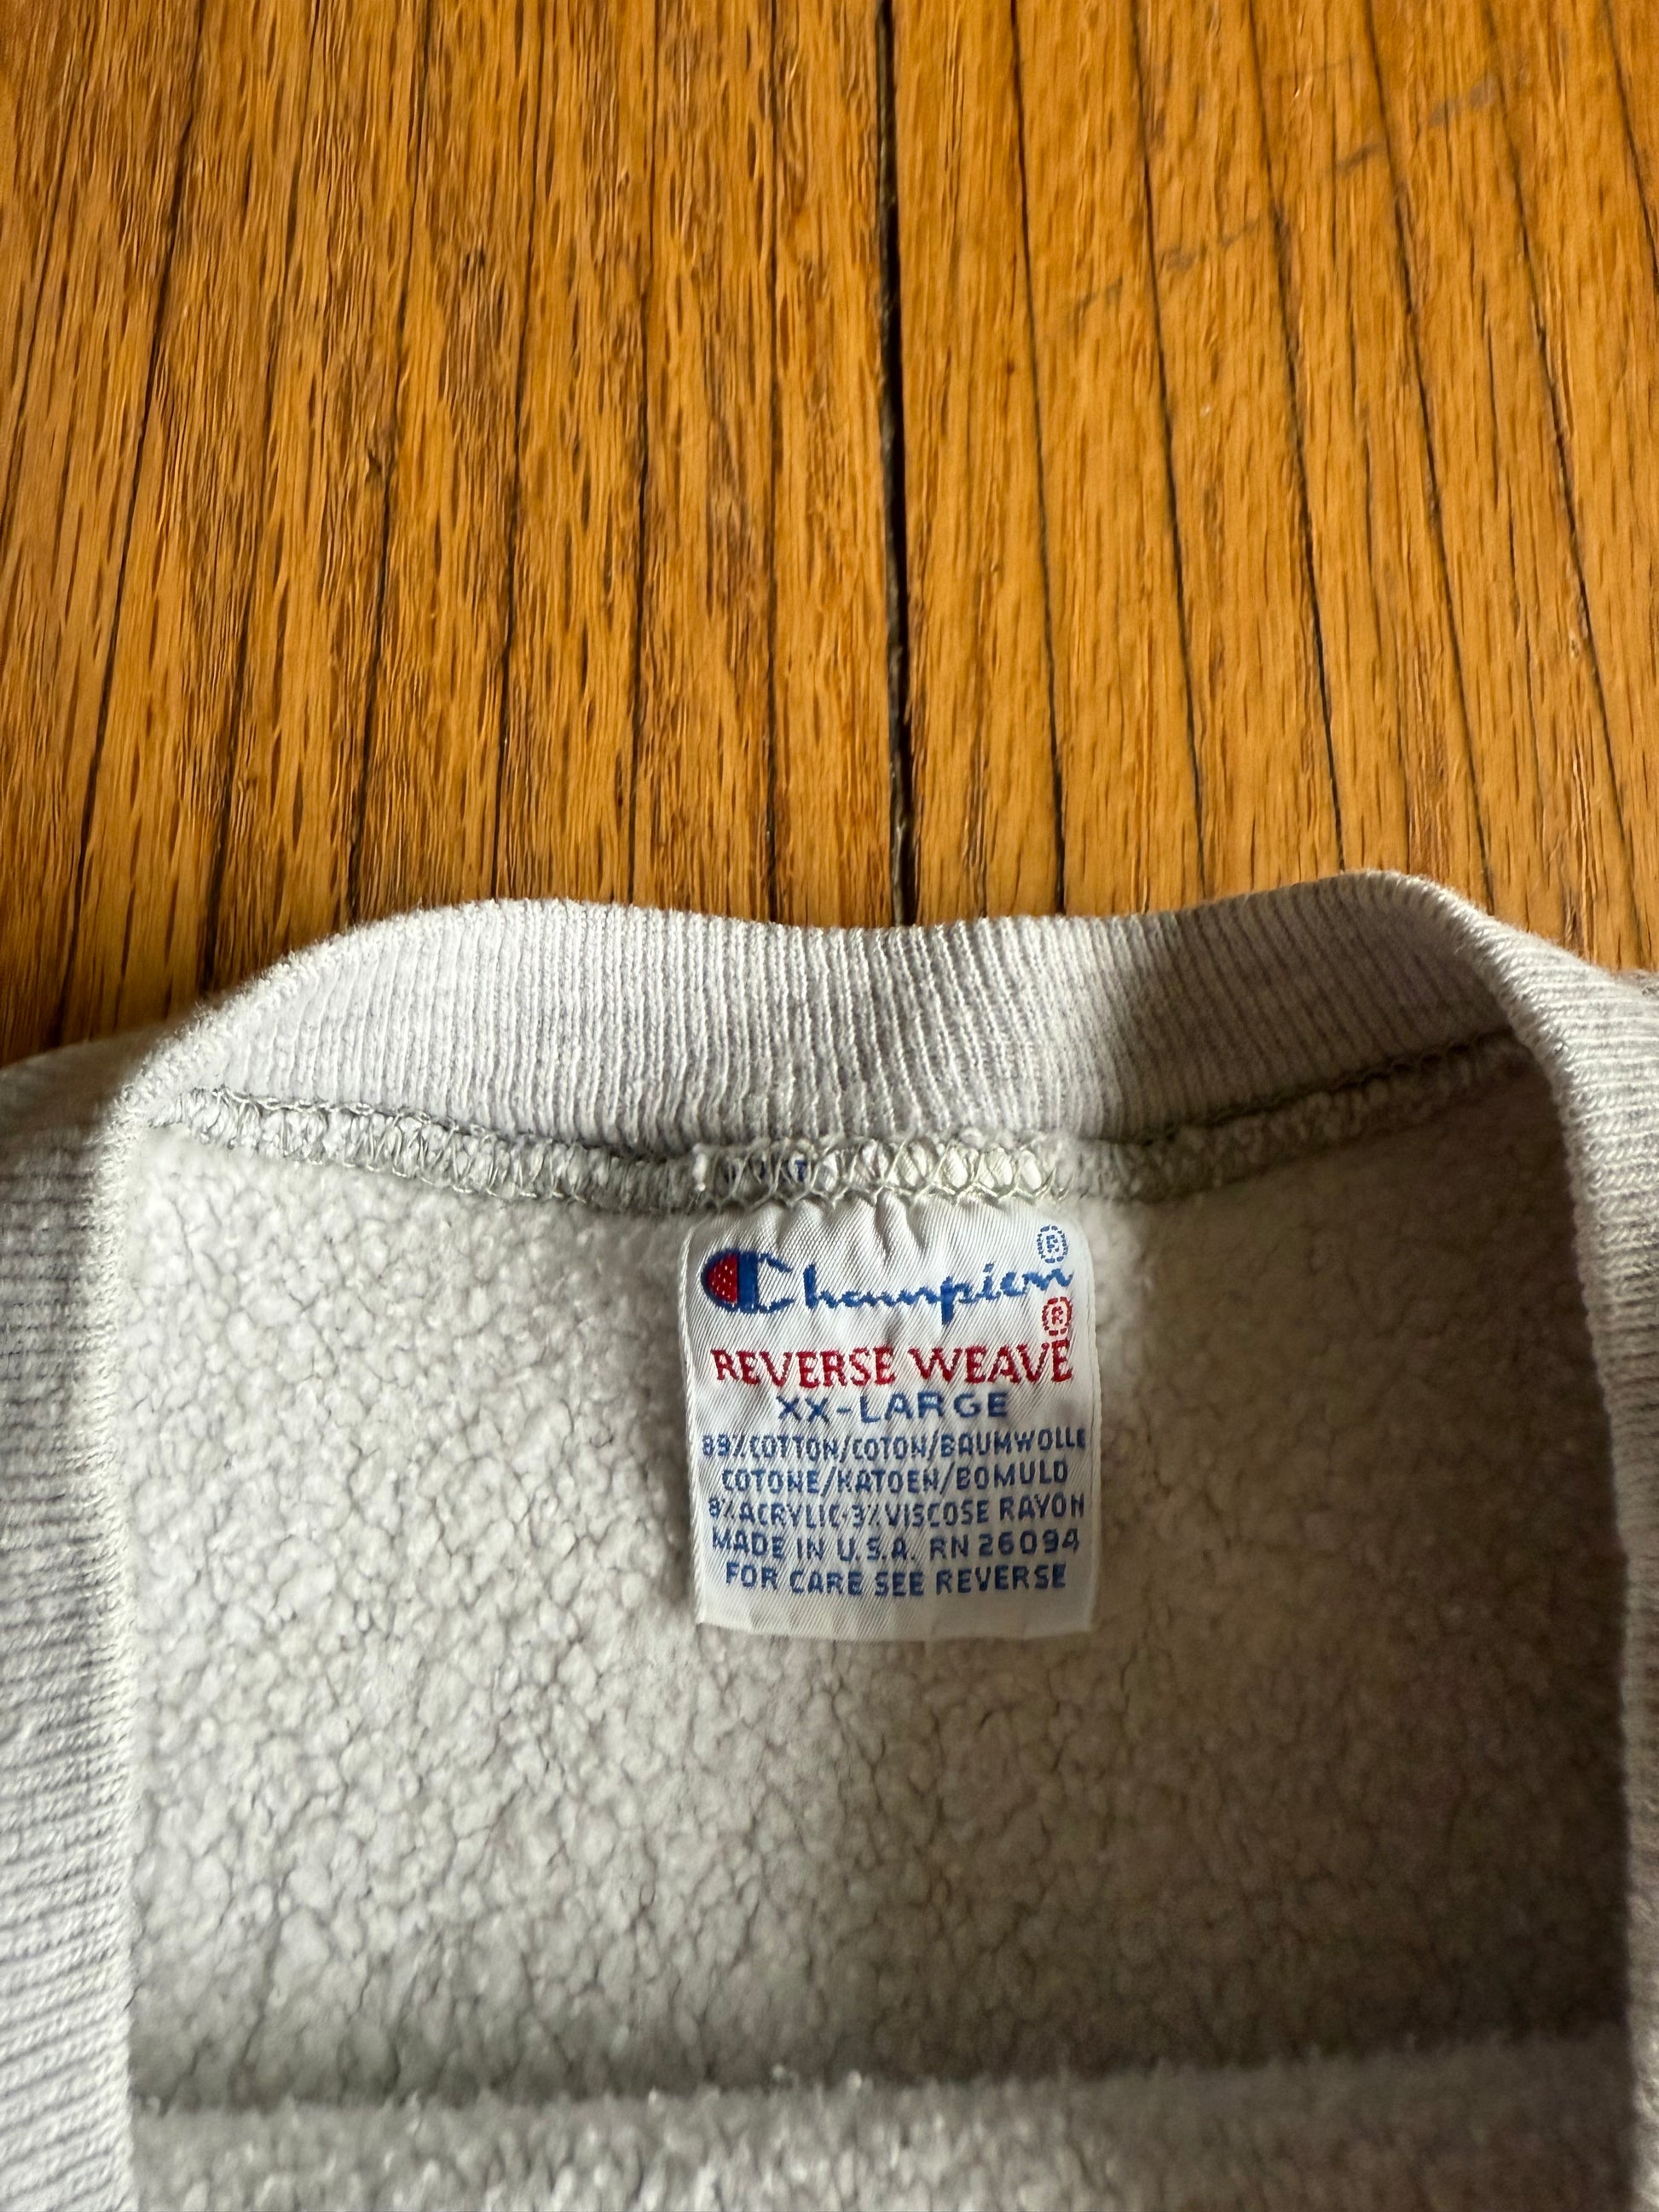 Champion®
REVERSE WEAVE®
XX-LARGE
89% COTTON/COTON/BAUMWOLLE
COTONE/KATOEN/BOMULD
8% ACRYLIC·3% VISCOSE RAYON
MADE IN U.S.A. RN 26094
FOR CARE SEE REVERSE